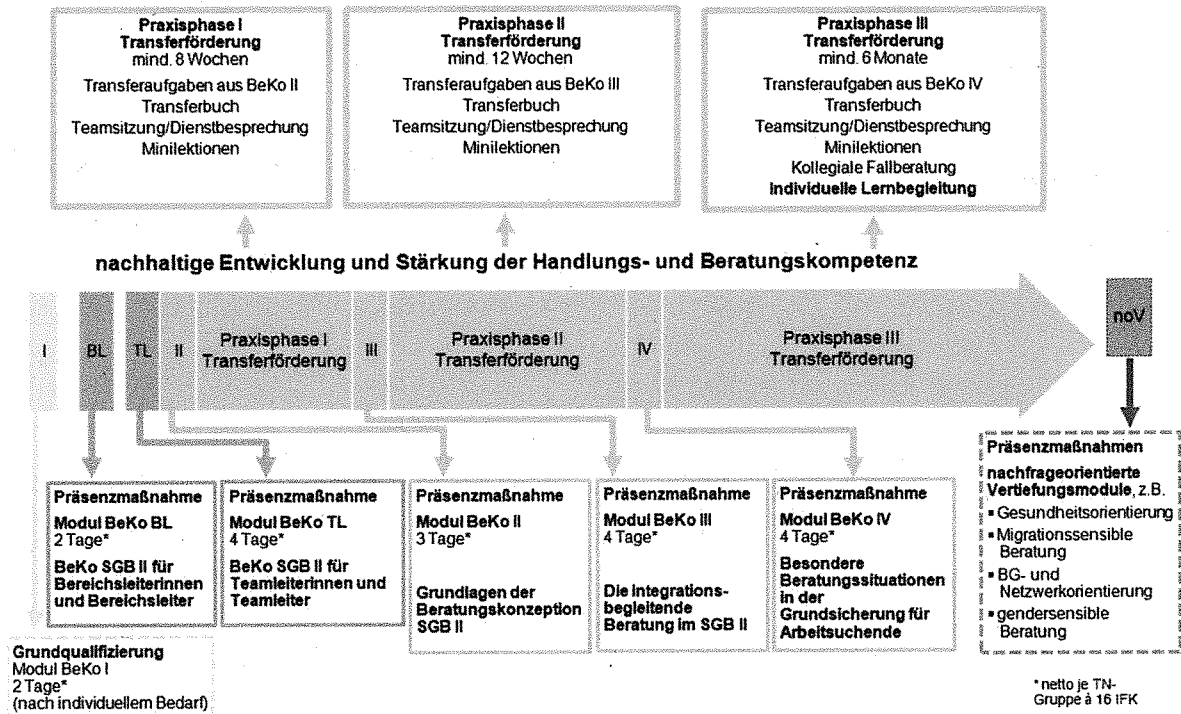 Praxisphase I
Transferförderung
mind. 8 Wochen
Transferaufgaben aus BeKo II
Transferbuch
Teamsitzung/Dienstbesprechung
Minilektionen
Praxisphase II
Transferförderung
mind. 12 Wochen
Transferaufgaben aus BeKo III
Transferbuch
Teamsitzung/Dienstbesprechung
Minilektionen
Praxisphase III
Transferförderung
mind. 6 Monate
Transferaufgaben aus BeKo IV
Transferbuch
Teamsitzung/Dienstbesprechung
Minilektionen
Kollegiale Fallberatung
Individuelle Lernbegleitung
nachhaltige Entwicklung und Stärkung der Handlungs- und Beratungskompetenz
I
BL
TL
II
Praxisphase I
Transferförderung
III
Praxisphase II
Transferförderung
IV
Praxisphase III
Transferförderung
noV
Präsenzmaßnahme
Modul BeKo BL
2 Tage*
BeKo SGB II für
Bereichsleiterinnen
und Bereichsleiter
Präsenzmaßnahme
Modul BeKo TL
4 Tage*
BeKo SGB II für
Teamleiterinnen und
Teamleiter
Präsenzmaßnahme
Modul BeKo II
3 Tage*
Grundlagen der
Beratungskonzeption
SGB II
Präsenzmaßnahme
Modul BeKo III
4 Tage*
Die integrations-
begleitende
Beratung im SGB II
Präsenzmaßnahme
Modul BeKo IV
4 Tage*
Besondere
Beratungssituationen
in der
Grundsicherung für
Arbeitsuchende
Präsenzmaßnahmen
nachfrageorientierte
Vertiefungsmodule, z.B.
▪ Gesundheitsorientierung
▪ Migrationssensible
Beratung
▪ BG- und
Netzwerkorientierung
▪ gendersensible
Beratung
Grundqualifizierung
Modul BeKo I
2 Tage*
(nach individuellem Bedarf)
* netto je TN-
Gruppe à 16 IFK